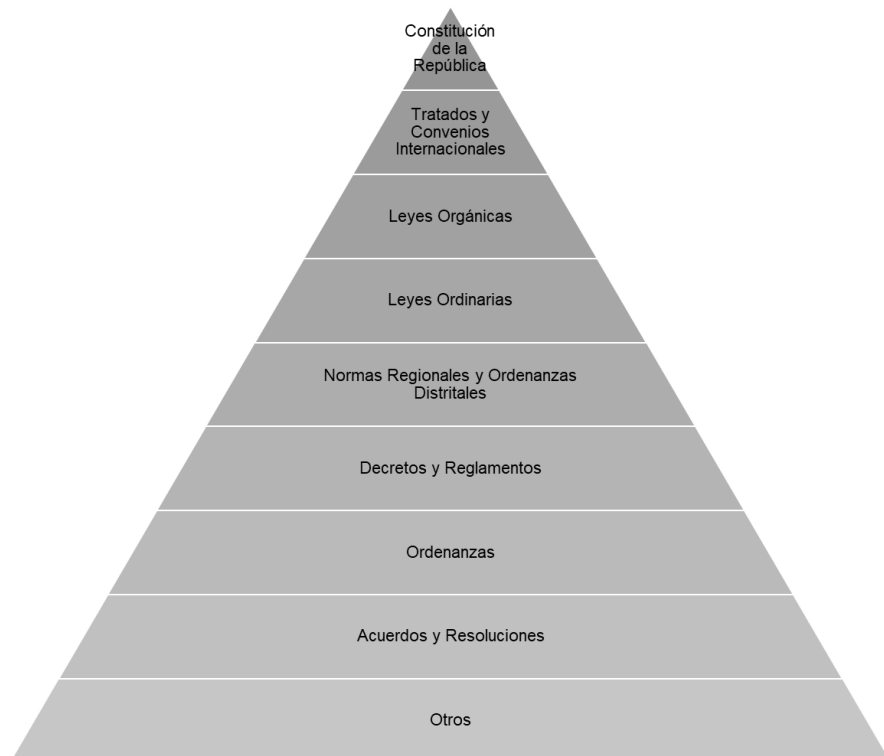 Constitución
de la
República
Tratados y
Convenios
Internacionales
Leyes Orgánicas
Leyes Ordinarias
Normas Regionales y Ordenanzas
Distritales
Decretos y Reglamentos
Ordenanzas
Acuerdos y Resoluciones
Otros